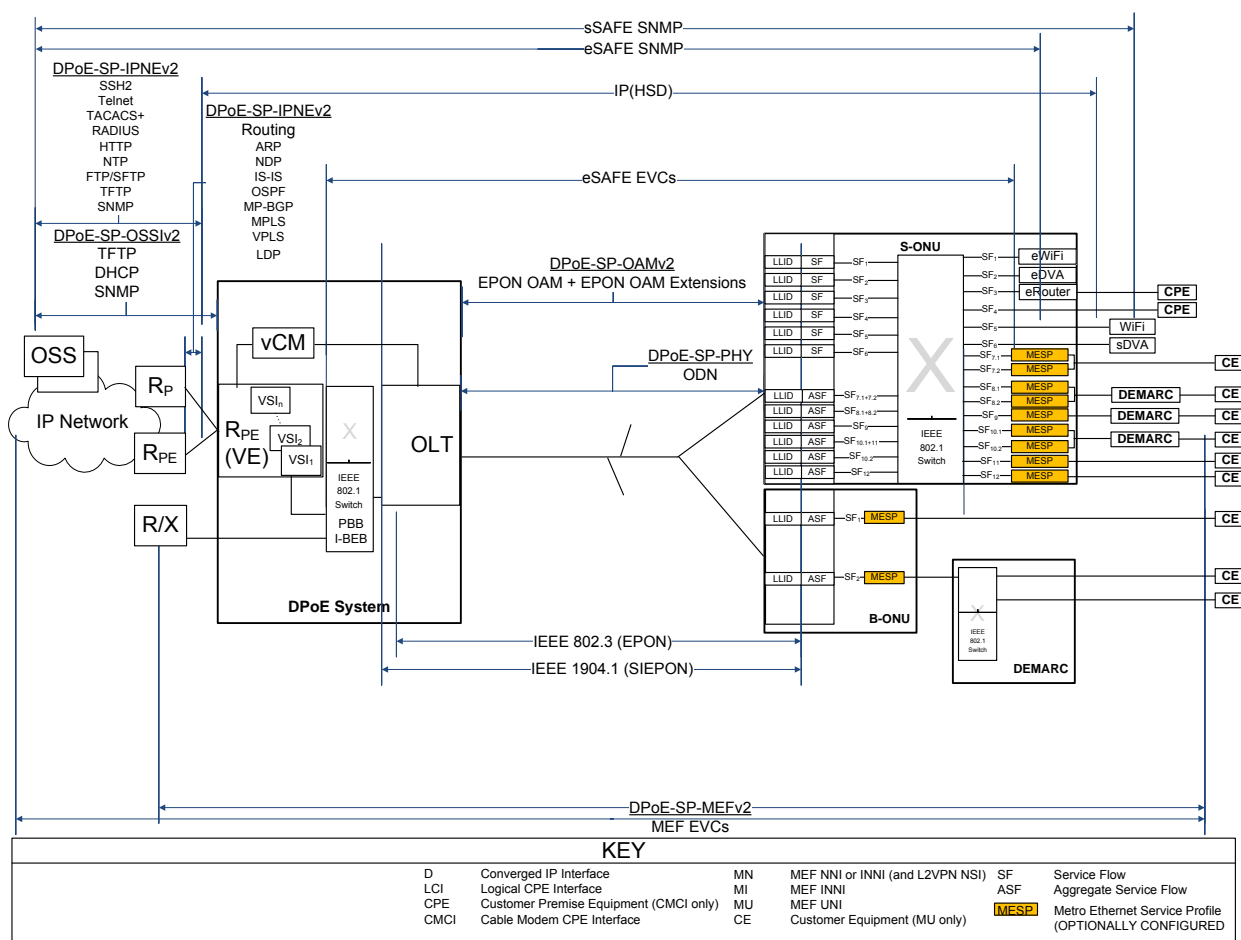 sSAFE SNMP
eSAFE SNMP
DPoE-SP-IPNEv2
SSH2
Telnet
TACACS+
RADIUS
HTTP
NTP
FTP/SFTP
TFTP
SNMP
DPoE-SP-OSSIv2
TFTP
DHCP
SNMP
IP(HSD)
DPoE-SP-IPNEv2
Routing
ARP
NDP
IS-IS
OSPF
MP-BGP
MPLS
VPLS
LDP
eSAFE EVCs
DPoE-SP-OAMv2
EPON OAM + EPON OAM Extensions
DPoE-SP-PHY
ODN
OSS
IP Network
RP
RPE
R/X
vCM
RPE
(VE)
VSIn
VSI2
VSI1
X
IEEE
802.1
Switch
PBB
I-BEB
OLT
DPoE System
S-ONU
LLID SF SF1
LLID SF SF2
LLID SF SF3
LLID SF SF4
LLID SF SF5
LLID SF SF6
LLID ASF SF7.1+7.2
LLID ASF SF8.1+8.2
LLID ASF SF9
LLID ASF SF10.1+11
LLID ASF SF10.2
LLID ASF SF12
X
IEEE
802.1
Switch
SF1 eWiFi
SF2 eDVA
SF3 eRouter CPE
SF4 CPE
SF5 WiFi
SF6 sDVA
SF7.1 MESP
SF7.2 MESP
CE
SF8.1 MESP
SF8.2 MESP
DEMARC CE
SF9 MESP DEMARC CE
SF10.1 MESP
SF10.2 MESP
DEMARC CE
SF11 MESP CE
SF12 MESP CE
LLID ASF SF1 MESP CE
LLID ASF SF2 MESP
B-ONU
X
IEEE
802.1
Switch
DEMARC
CE
CE
IEEE 802.3 (EPON)
IEEE 1904.1 (SIEPON)
DPoE-SP-MEFv2
MEF EVCs
KEY
D Converged IP Interface
LCI Logical CPE Interface
CPE Customer Premise Equipment (CMCI only)
CMCI Cable Modem CPE Interface
MN MEF NNI or INNI (and L2VPN NSI)
MI MEF INNI
MU MEF UNI
CE Customer Equipment (MU only)
SF Service Flow
ASF Aggregate Service Flow
MESP Metro Ethernet Service Profile
(OPTIONALLY CONFIGURED